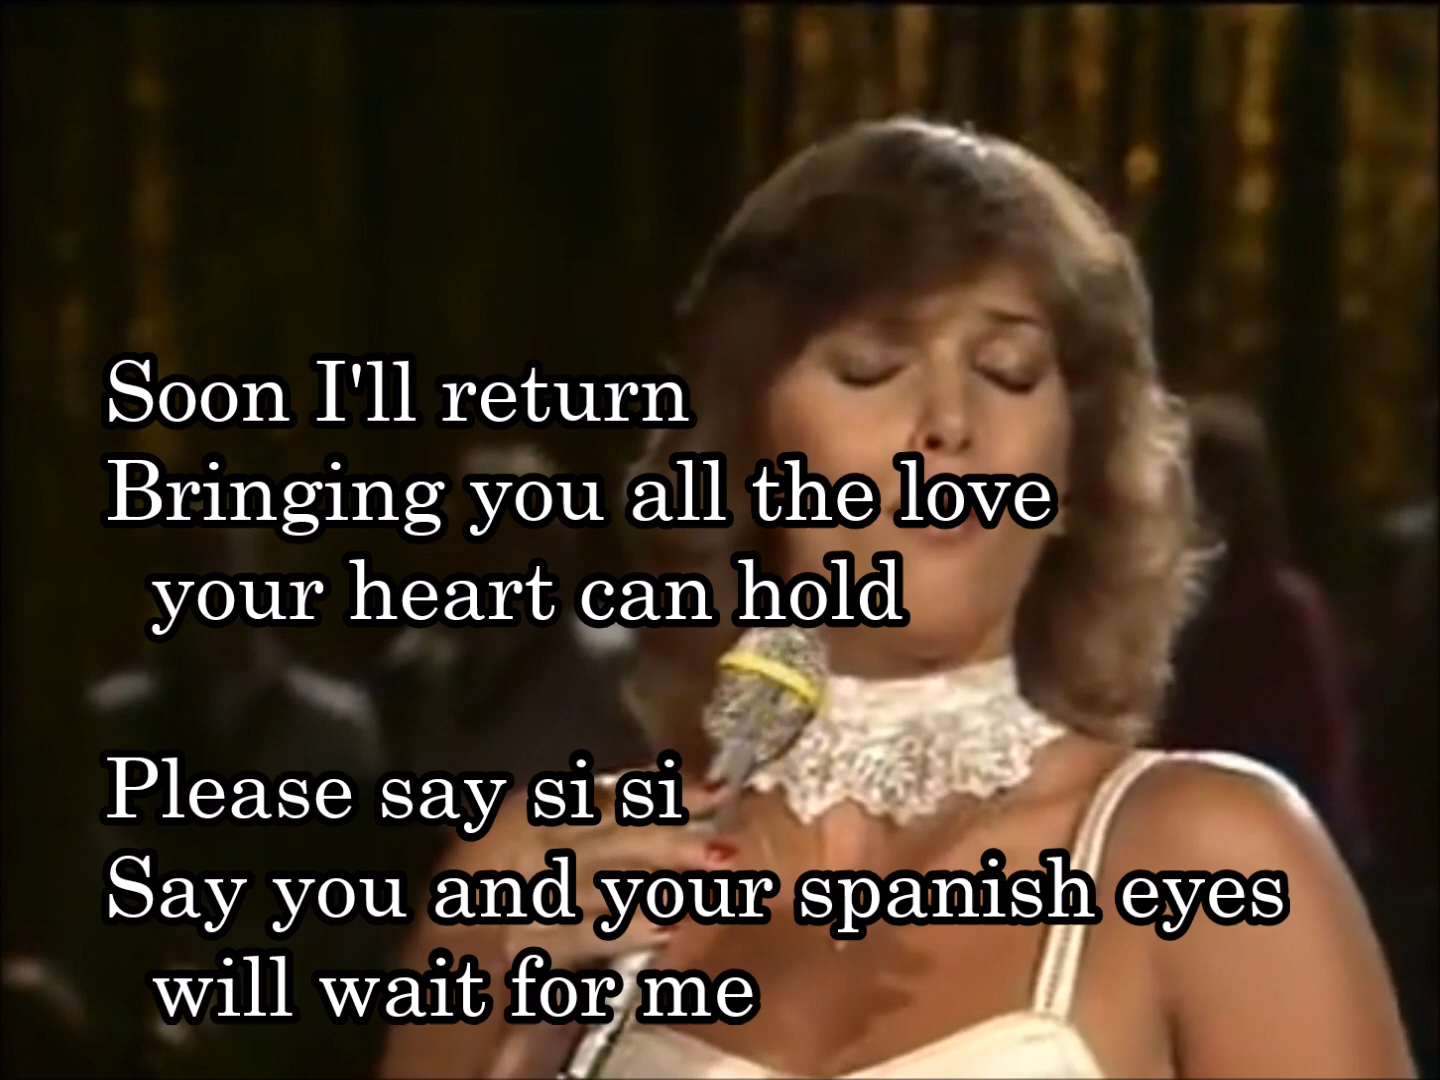 Soon I'll return
Bringing you all the love
your heart can hold
Please say si si
Say you and your spanish eyes
will wait for me